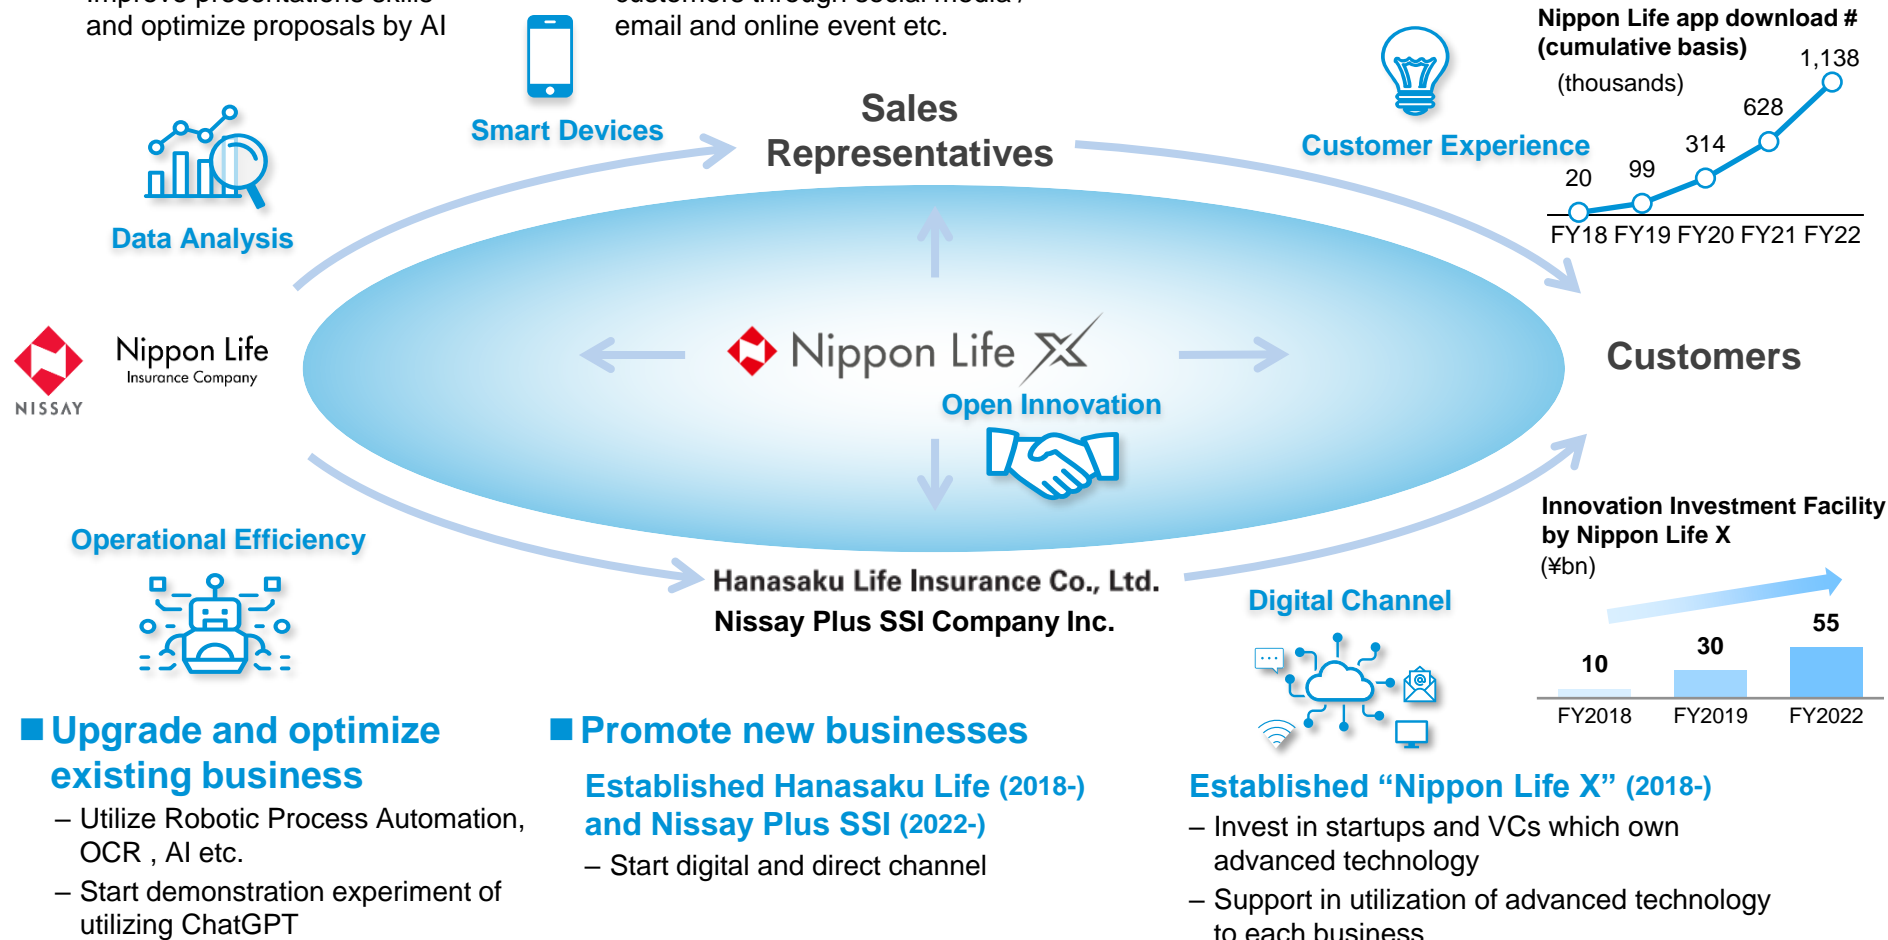 and optimize proposals by AI
email and online event etc.
Nippon Life app download #
(cumulative basis)
(thousands)
1,138
628
314
99
20
FY18 FY19 FY20 FY21 FY22
Smart Devices
Sales
Representatives
Customer Experience
Data Analysis
NISSAY
Nippon Life
Insurance Company
Nippon Life X
Open Innovation
Customers
Operational Efficiency
Hanasaku Life Insurance Co., Ltd.
Nissay Plus SSI Company Inc.
Digital Channel
Innovation Investment Facility
by Nippon Life X
(¥bn)
10
30
55
FY2018 FY2019 FY2022
■ Upgrade and optimize
existing business
– Utilize Robotic Process Automation,
OCR , AI etc.
– Start demonstration experiment of
utilizing ChatGPT
■ Promote new businesses
Established Hanasaku Life (2018-)
and Nissay Plus SSI (2022-)
– Start digital and direct channel
Established “Nippon Life X” (2018-)
– Invest in startups and VCs which own
advanced technology
– Support in utilization of advanced technology
to each business